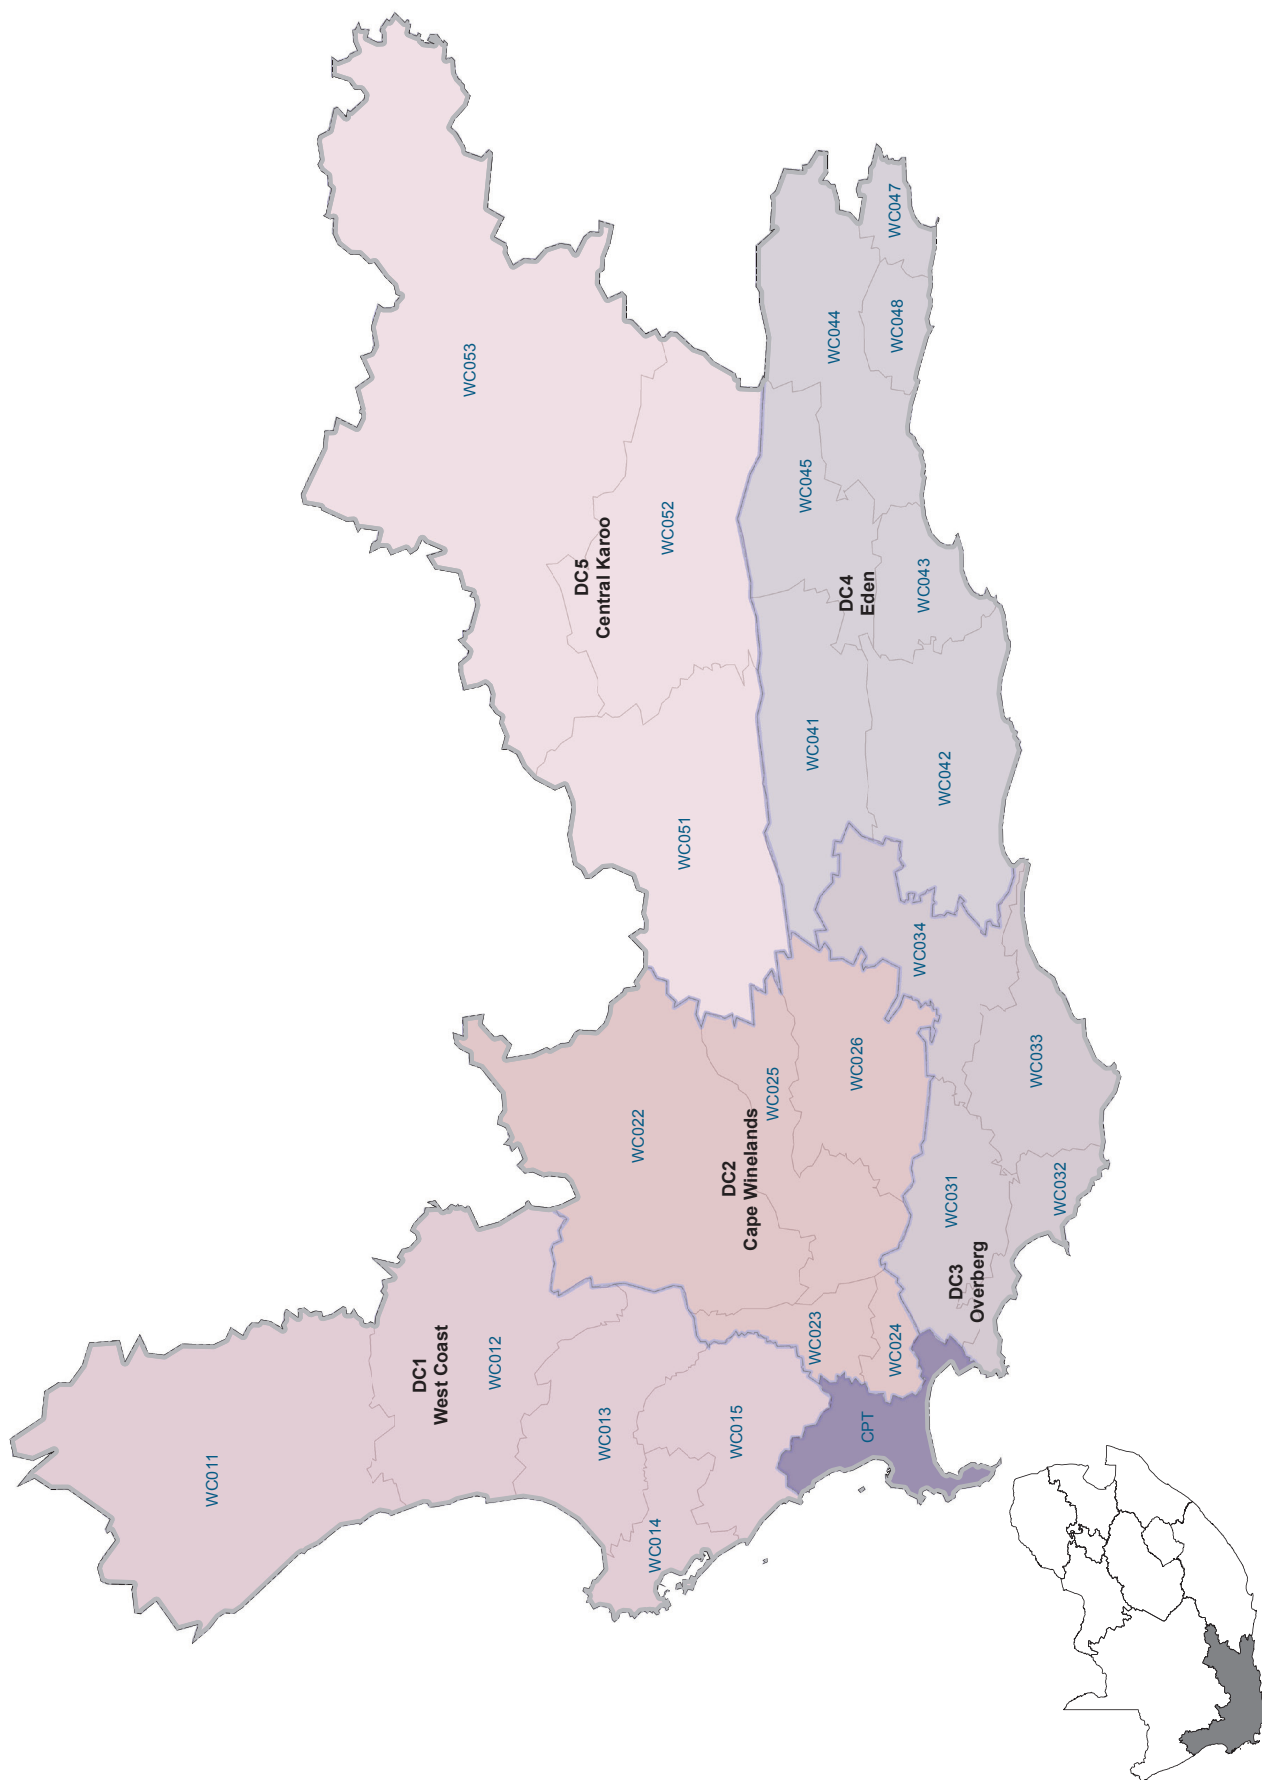 WC011
DC1
West Coast
WC012
WC013
WC014
WC015
CPT
WC022
DC2
Cape Winelands
WC025
WC026
WC023
WC024
DC3
Overberg
WC031
WC032
WC033
WC034
WC053
DC5
Central Karoo
WC052
WC051
WC041
WC045
WC044
DC4
Eden
WC042
WC043
WC048
WC047